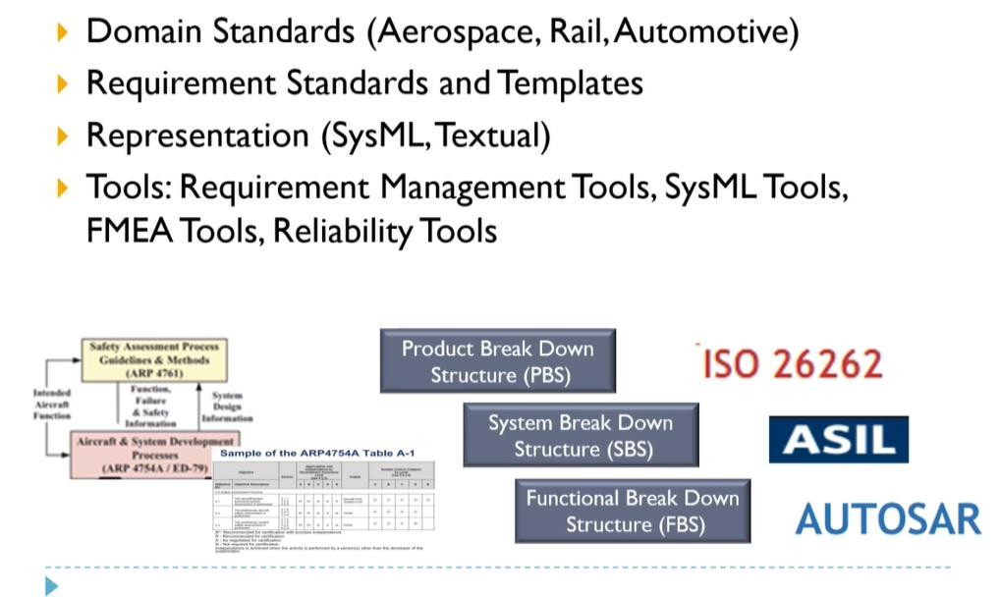 Domain Standards (Aerospace, Rail, Automotive)
Requirement Standards and Templates
Representation (SysML, Textual)
Tools: Requirement Management Tools, SysML Tools,
FMEA Tools, Reliability Tools
Safety Assessment Process
Guidelines & Methods
(ARP 4761)
Intended
Aircraft
Function
Function,
Failure
& Safety
Information
System
Design
Information
Aircraft & System Development
Processes
(ARP 4754A / ED-79)
Sample of the ARP4754A Table A-1
Product Break Down
Structure (PBS)
System Break Down
Structure (SBS)
Functional Break Down
Structure (FBS)
ISO 26262
ASIL
AUTOSAR